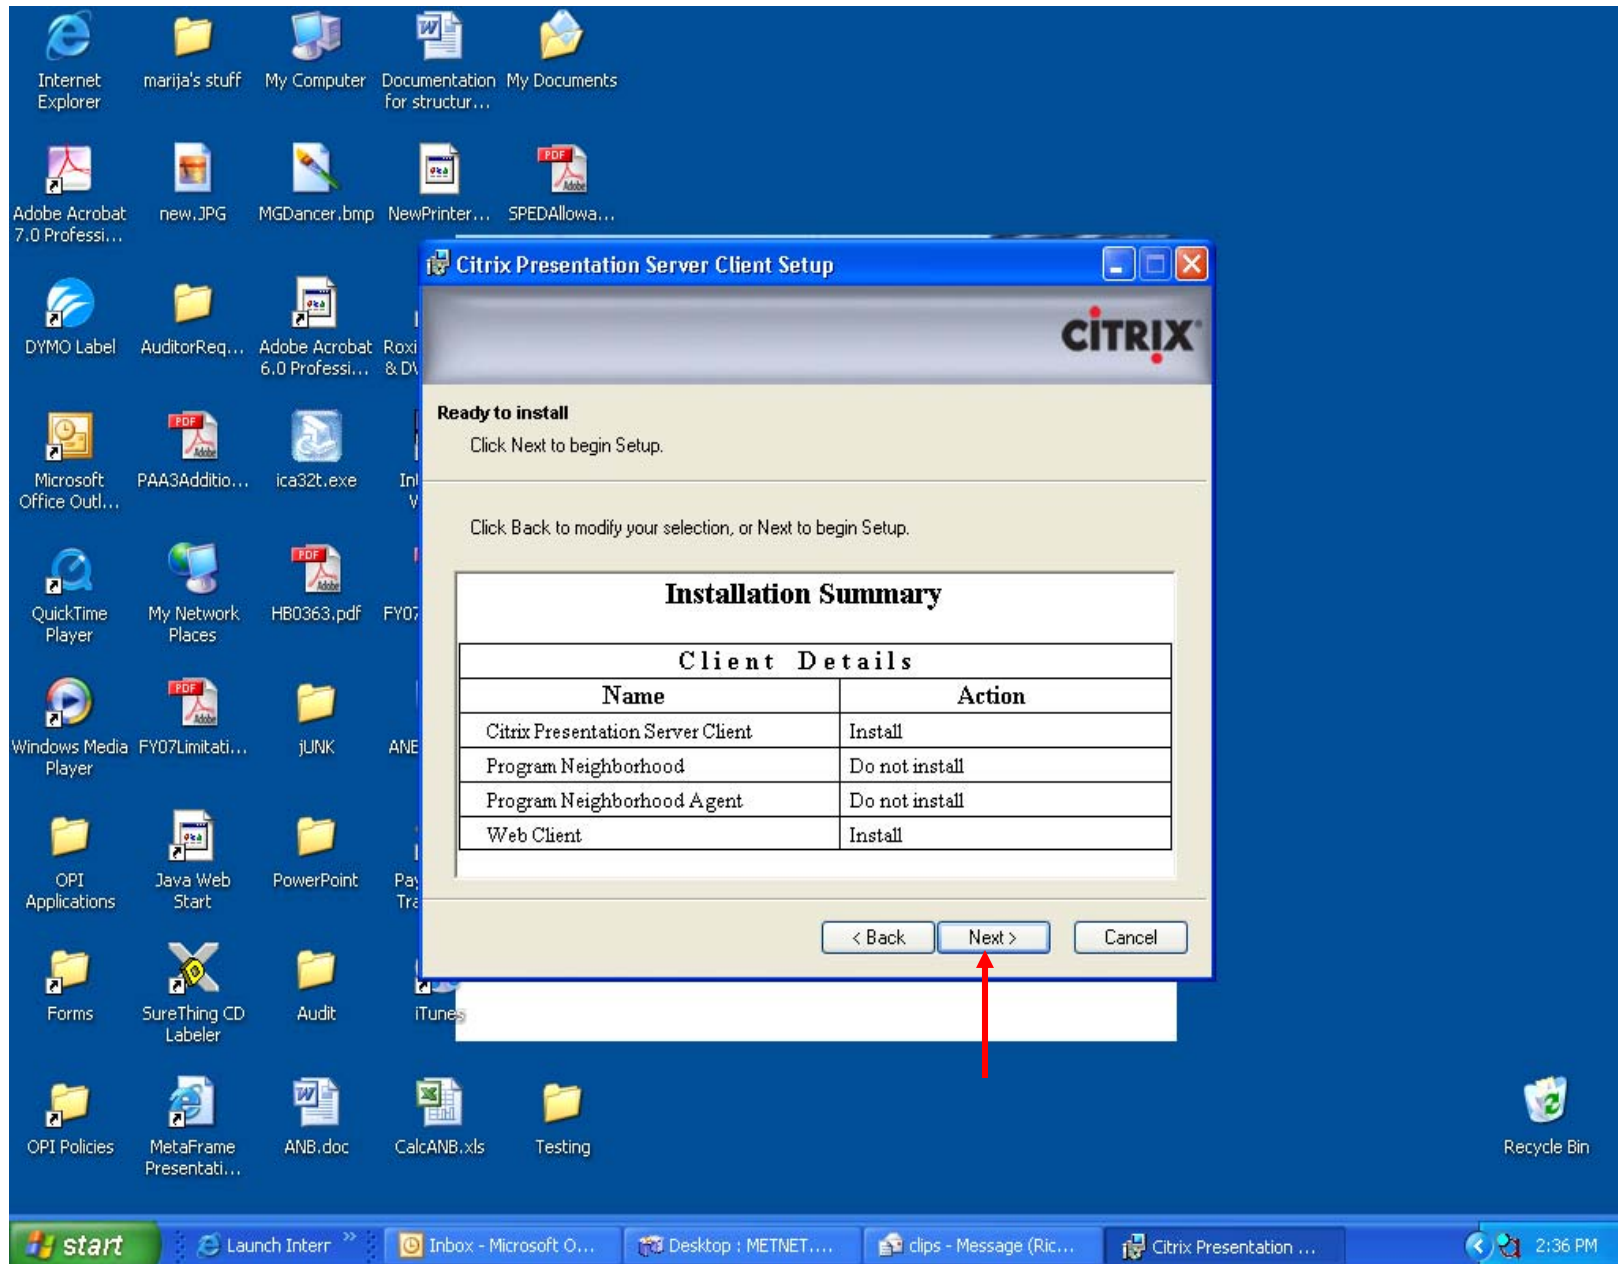 Internet
Explorer
marija's stuff
My Computer
Documentation
for structur...
My Documents
Adobe Acrobat
7.0 Professi...
new.JPG
MGDancer.bmp
NewPrinter...
SPEDAllowa...
DYMO Label
AuditorReq...
Adobe Acrobat
6.0 Professi...
Roxi
& DV
Microsoft
Office Outl...
PAA3Additio...
ica32t.exe
QuickTime
Player
My Network
Places
HB0363.pdf
FY07
Windows Media
Player
FY07Limitati...
jUNK
ANB
OPI
Applications
Java Web
Start
PowerPoint
Pay
Tra
Forms
SureThing CD
Labeler
Audit
iTunes
OPI Policies
MetaFrame
Presentati...
ANB.doc
CalcANB.xls
Testing
Citrix Presentation Server Client Setup
CITRIX
Ready to install
Click Next to begin Setup.
Click Back to modify your selection, or Next to begin Setup.
Installation Summary
Client Details
Name Action
Citrix Presentation Server Client Install
Program Neighborhood Do not install
Program Neighborhood Agent Do not install
Web Client Install
< Back Next > Cancel
Recycle Bin
start Launch Interr » Inbox - Microsoft O... Desktop : METNET.... clips - Message (Ric... Citrix Presentation ... 2:36 PM